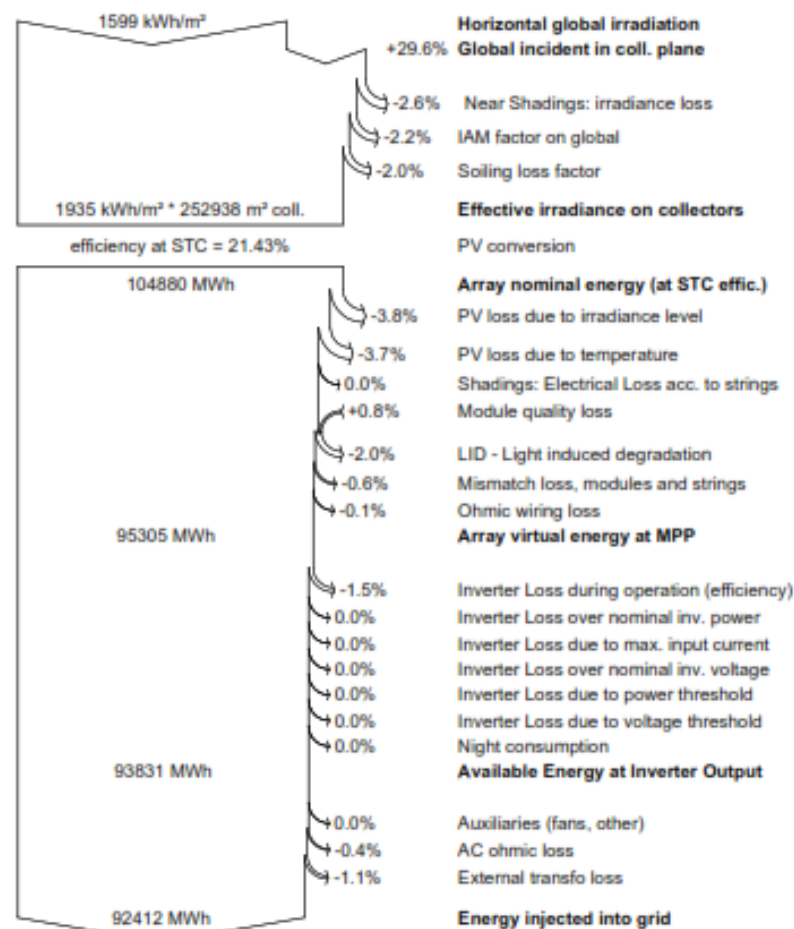 1599 kWh/m² Horizontal global irradiation
+29.6% Global incident in coll. plane
-2.6% Near Shadings: irradiance loss
-2.2% IAM factor on global
-2.0% Soiling loss factor
1935 kWh/m² * 252938 m² coll. Effective irradiance on collectors
efficiency at STC = 21.43% PV conversion
104880 MWh Array nominal energy (at STC effic.)
-3.8% PV loss due to irradiance level
-3.7% PV loss due to temperature
0.0% Shadings: Electrical Loss acc. to strings
+0.8% Module quality loss
-2.0% LID - Light induced degradation
-0.6% Mismatch loss, modules and strings
-0.1% Ohmic wiring loss
95305 MWh Array virtual energy at MPP
-1.5% Inverter Loss during operation (efficiency)
0.0% Inverter Loss over nominal inv. power
0.0% Inverter Loss due to max. input current
0.0% Inverter Loss over nominal inv. voltage
0.0% Inverter Loss due to power threshold
0.0% Inverter Loss due to voltage threshold
0.0% Night consumption
93831 MWh Available Energy at Inverter Output
0.0% Auxiliaries (fans, other)
-0.4% AC ohmic loss
-1.1% External transfo loss
92412 MWh Energy injected into grid